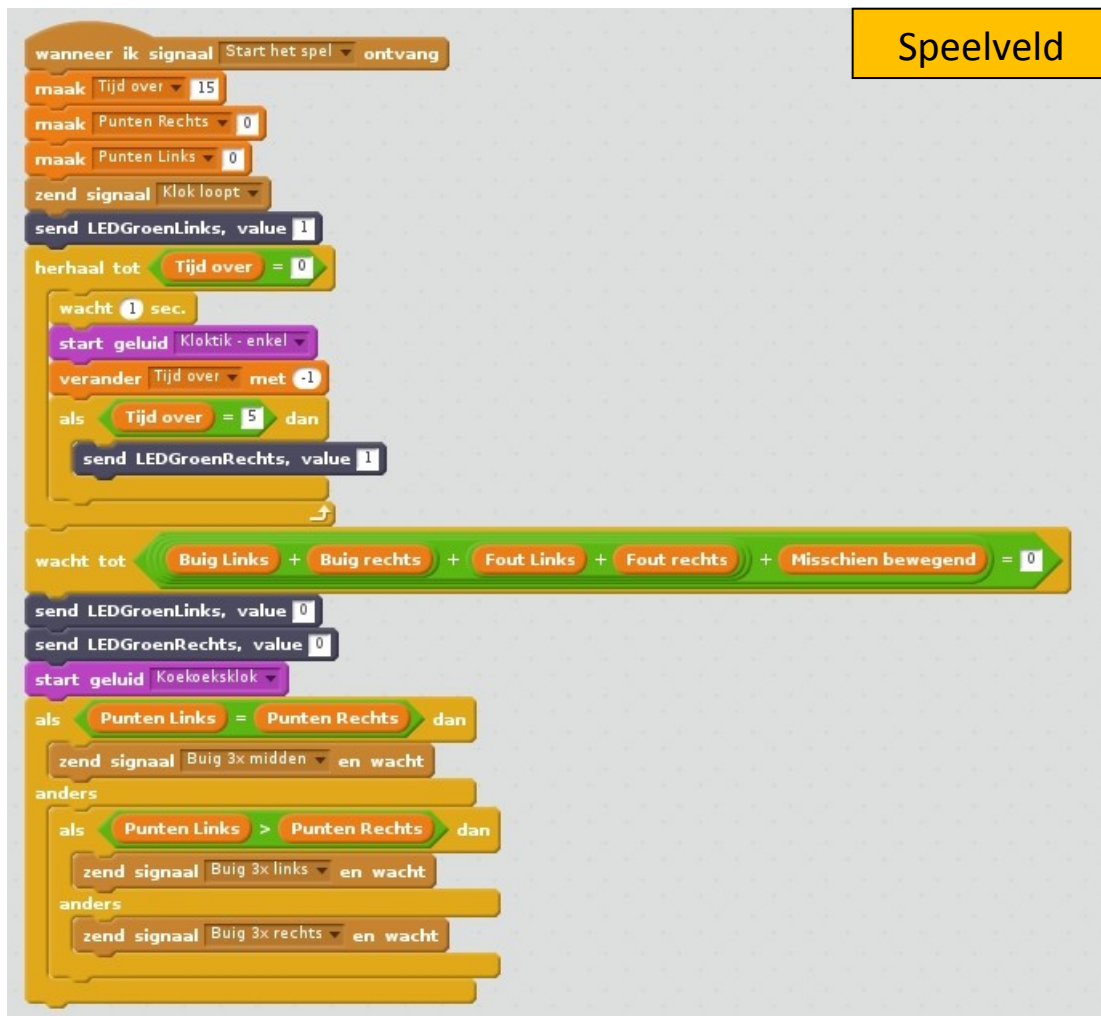 Speelveld
wanneer ik signaal Start het spel ontvang
maak Tijd over 15
maak Punten Rechts 0
maak Punten Links 0
zend signaal Klok loopt
send LEDGroenLinks, value 1
herhaal tot Tijd over = 0
wacht 1 sec.
start geluid Kloktik - enkel
verander Tijd over met -1
als Tijd over = 5 dan
send LEDGroenRechts, value 1
wacht tot Buig Links + Buig rechts + Fout Links + Fout rechts + Misschien bewegend = 0
send LEDGroenLinks, value 0
send LEDGroenRechts, value 0
start geluid Koekoeksklok
als Punten Links = Punten Rechts dan
zend signaal Buig 3x midden en wacht
anders
als Punten Links > Punten Rechts dan
zend signaal Buig 3x links en wacht
anders
zend signaal Buig 3x rechts en wacht